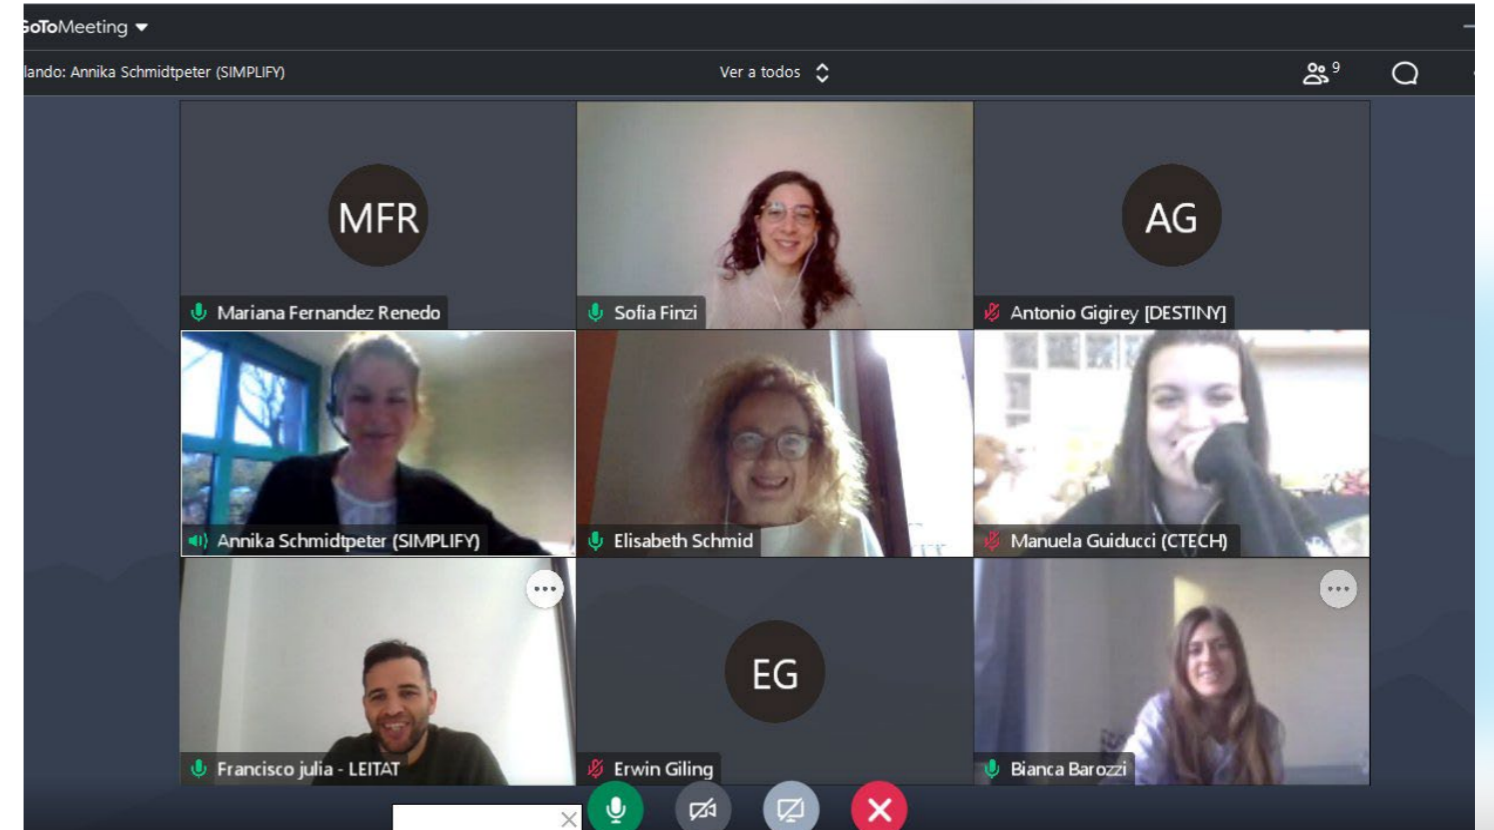 GoToMeeting
lando: Annika Schmidtpeter (SIMPLIFY)
Ver a todos
9
MFR
AG
Mariana Fernandez Renedo
Sofia Finzi
Antonio Gigirey [DESTINY]
Annika Schmidtpeter (SIMPLIFY)
Elisabeth Schmid
Manuela Guiducci (CTECH)
EG
Francisco julia - LEITAT
Erwin Giling
Bianca Barozzi